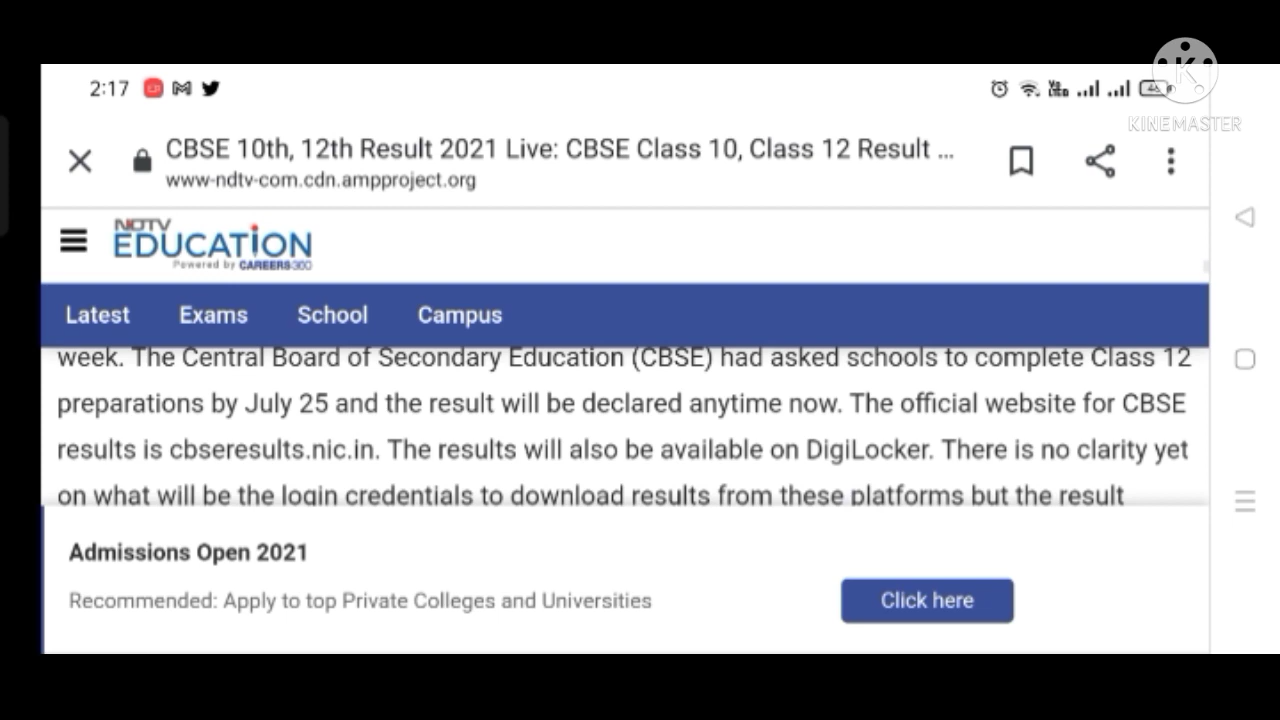 2:17
KINEMASTER
CBSE 10th, 12th Result 2021 Live: CBSE Class 10, Class 12 Result ...
www-ndtv-com.cdn.ampproject.org
NDTV
EDUCATION
Powered by CAREERS360
Latest Exams School Campus
week. The Central Board of Secondary Education (CBSE) had asked schools to complete Class 12
preparations by July 25 and the result will be declared anytime now. The official website for CBSE
results is cbseresults.nic.in. The results will also be available on DigiLocker. There is no clarity yet
on what will be the login credentials to download results from these platforms but the result
Admissions Open 2021
Recommended: Apply to top Private Colleges and Universities
Click here